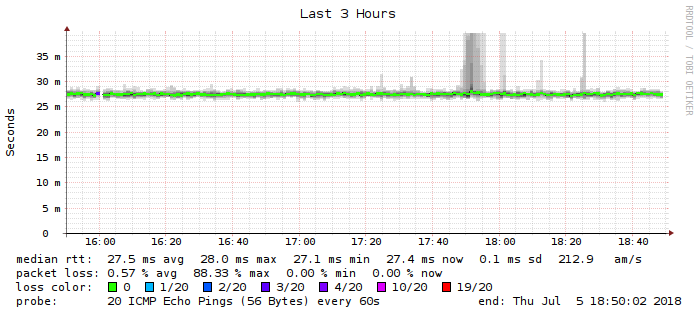 Last 3 Hours
RRDTOOL / TOBI OETIKER
Seconds
35 m
30 m
25 m
20 m
15 m
10 m
5 m
0
16:00 16:20 16:40 17:00 17:20 17:40 18:00 18:20 18:40
median rtt: 27.5 ms avg 28.0 ms max 27.1 ms min 27.4 ms now 0.1 ms sd 212.9 am/s
packet loss: 0.57 % avg 88.33 % max 0.00 % min 0.00 % now
loss color: 0 1/20 2/20 3/20 4/20 10/20 19/20
probe: 20 ICMP Echo Pings (56 Bytes) every 60s end: Thu Jul 5 18:50:02 2018